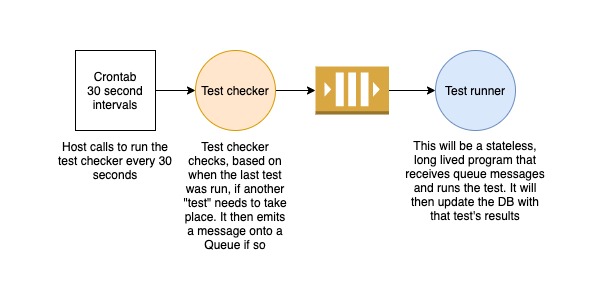 Crontab
30 second
intervals
Test checker
Test runner
Host calls to run the
test checker every 30
seconds
Test checker
checks, based on
when the last test
was run, if another
"test" needs to take
place. It then emits
a message onto a
Queue if so
This will be a stateless,
long lived program that
receives queue messages
and runs the test. It will
then update the DB with
that test's results